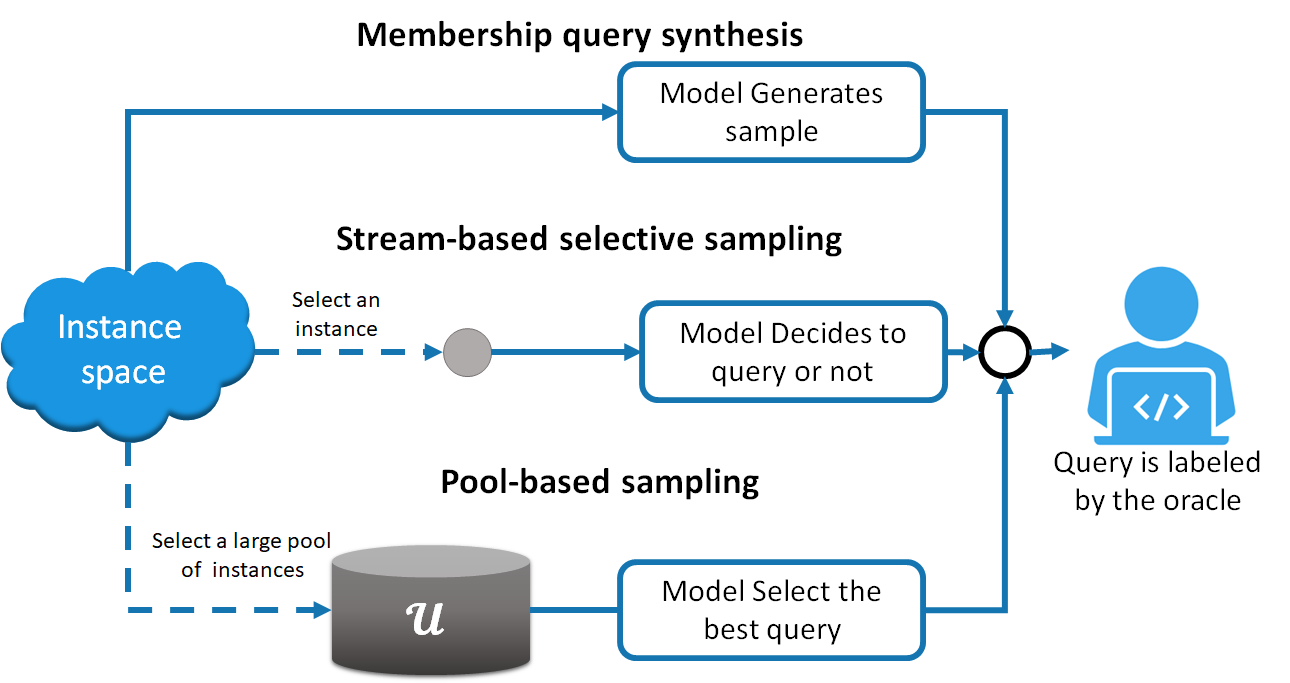 Membership query synthesis
Model Generates
sample
Stream-based selective sampling
Select an
instance
Instance
space
Model Decides to
query or not
</>
Query is labeled
by the oracle
Pool-based sampling
Select a large pool
of instances
𝒰
Model Select the
best query